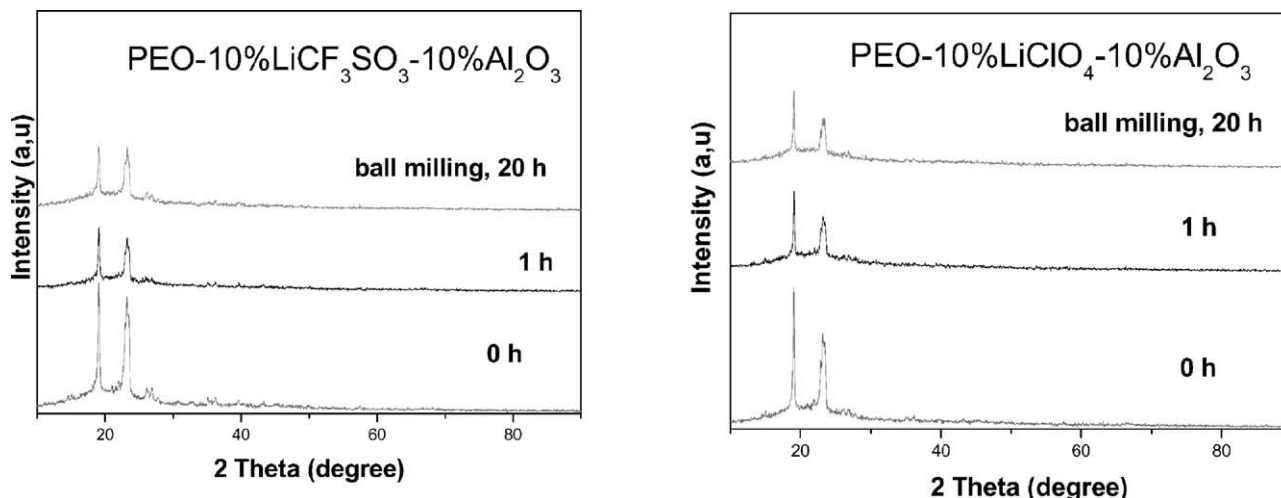 PEO-10%LiCF₃SO₃-10%Al₂O₃
ball milling, 20 h
1 h
0 h
Intensity (a,u)
20 40 60 80
2 Theta (degree)
PEO-10%LiClO₄-10%Al₂O₃
ball milling, 20 h
1 h
0 h
Intensity (a,u)
20 40 60 80
2 Theta (degree)